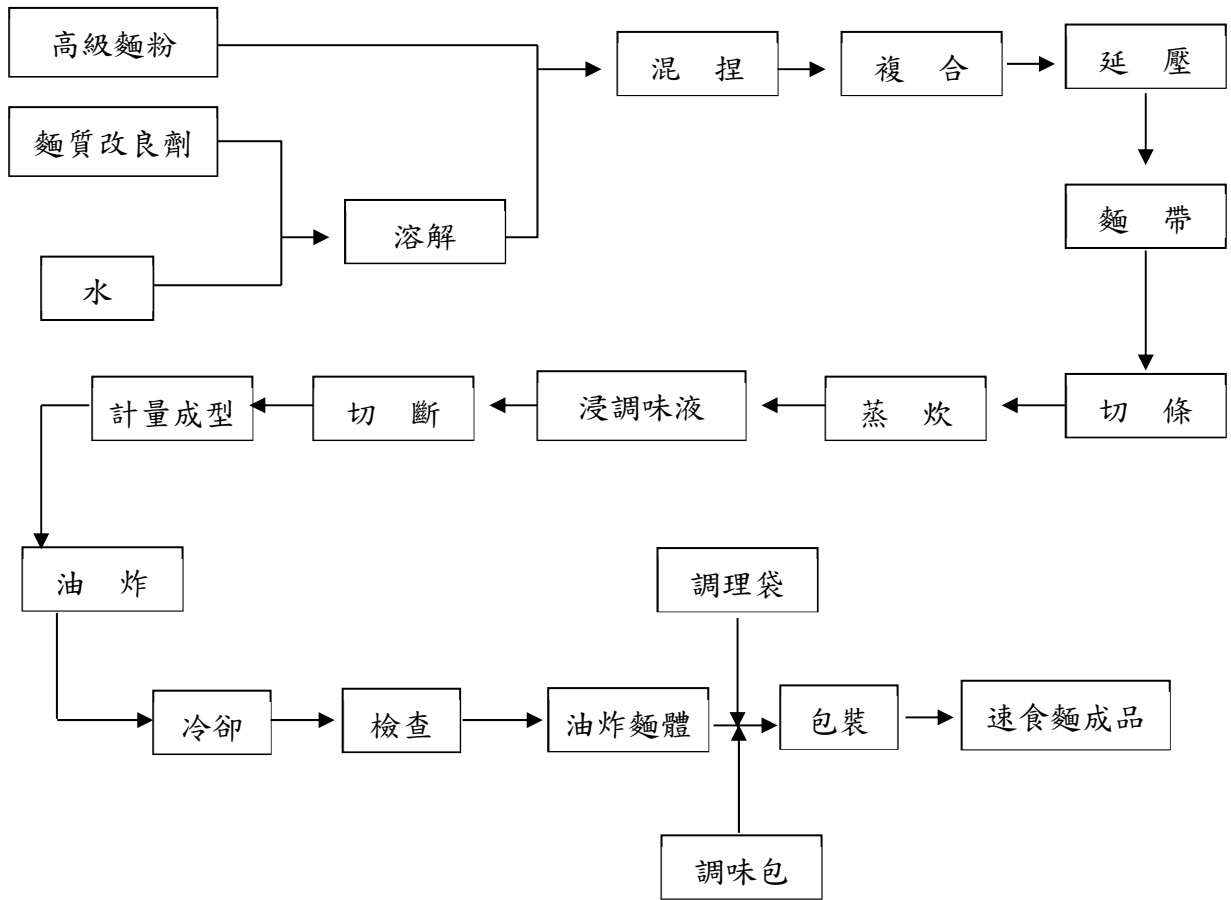 高級麵粉
麵質改良劑
水
溶解
混 捏
複 合
延 壓
麵 帶
切 條
蒸 炊
浸調味液
切 斷
計量成型
油 炸
冷卻
檢查
油炸麵體
調理袋
調味包
包裝
速食麵成品